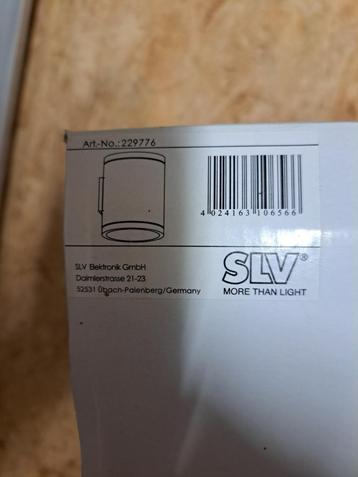 Art.-No.: 229776
4 024163 106566
SLV Elektronik GmbH
Daimlerstrasse 21-23
52531 Übach-Palenberg/Germany
SLV®
MORE THAN LIGHT